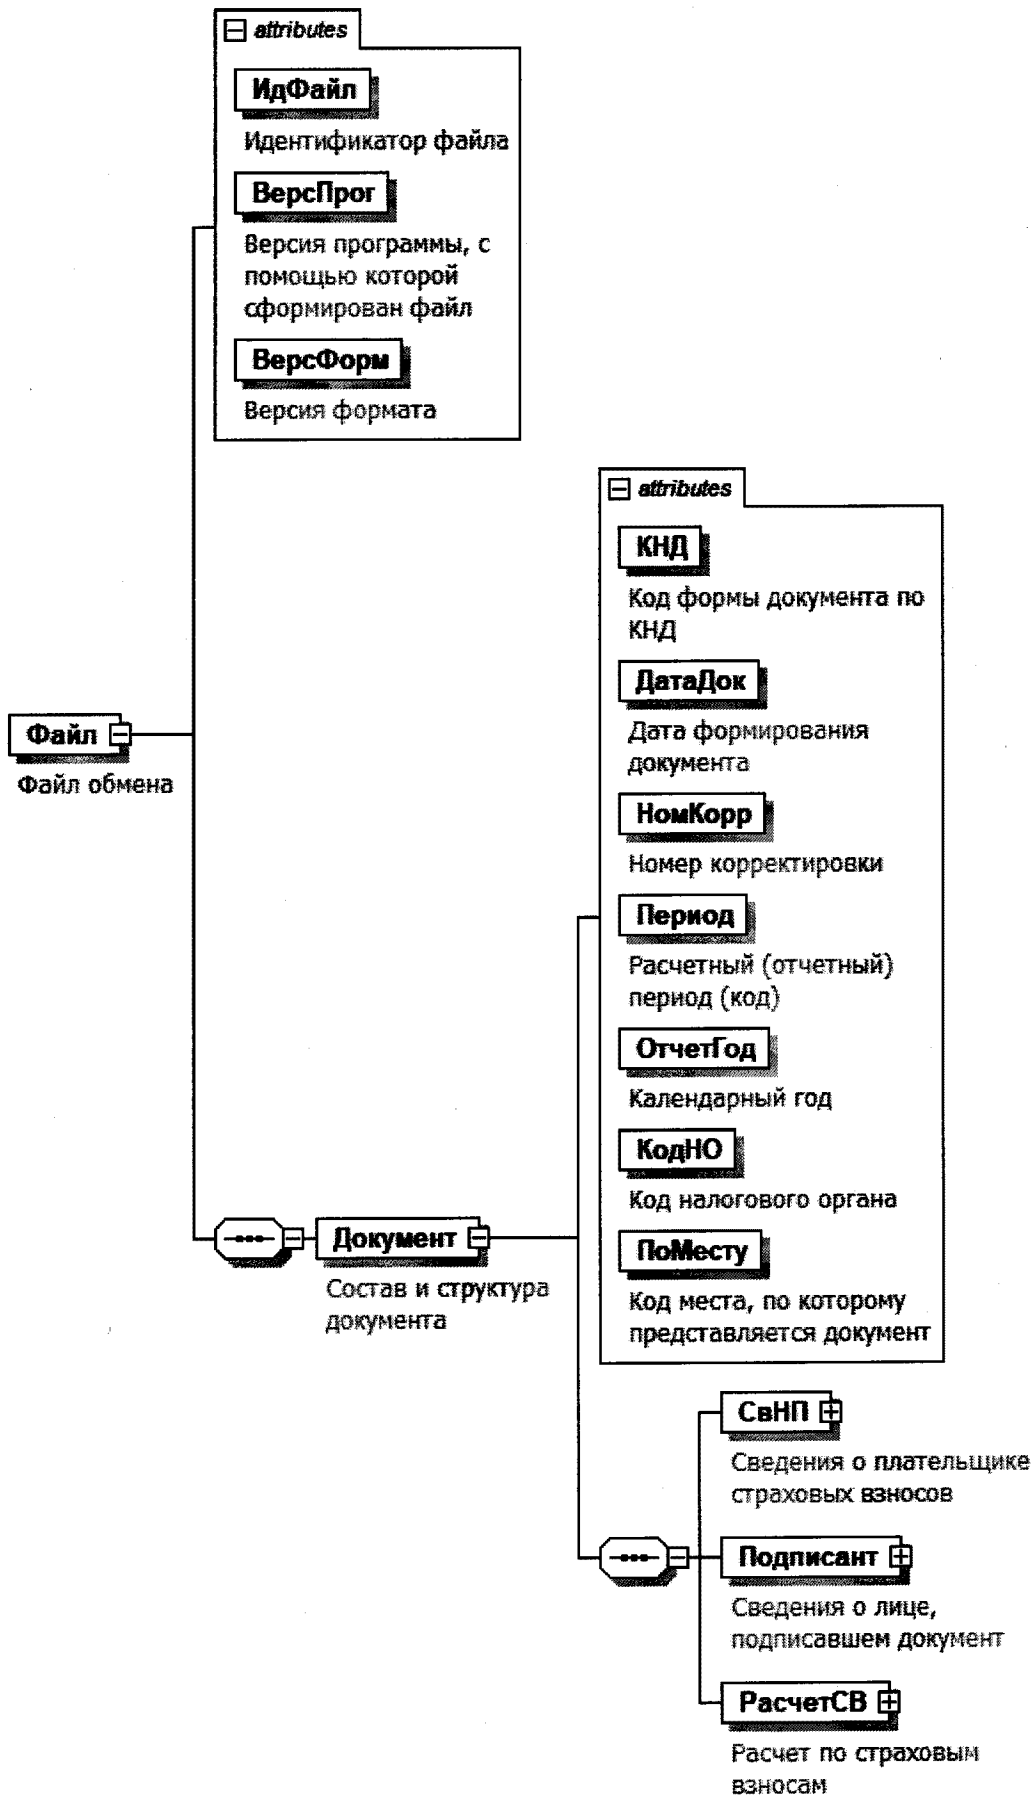 attributes
ИдФайл
Идентификатор файла
ВерсПрог
Версия программы, с
помощью которой
сформирован файл
ВерсФорм
Версия формата
attributes
КНД
Код формы документа по
КНД
ДатаДок
Дата формирования
документа
Файл
Файл обмена
НомКорр
Номер корректировки
Период
Расчетный (отчетный)
период (код)
ОтчетГод
Календарный год
КодНО
Код налогового органа
Документ
Состав и структура
документа
ПоМесту
Код места, по которому
представляется документ
СвНП
Сведения о плательщике
страховых взносов
Подписант
Сведения о лице,
подписавшем документ
РасчетСВ
Расчет по страховым
взносам